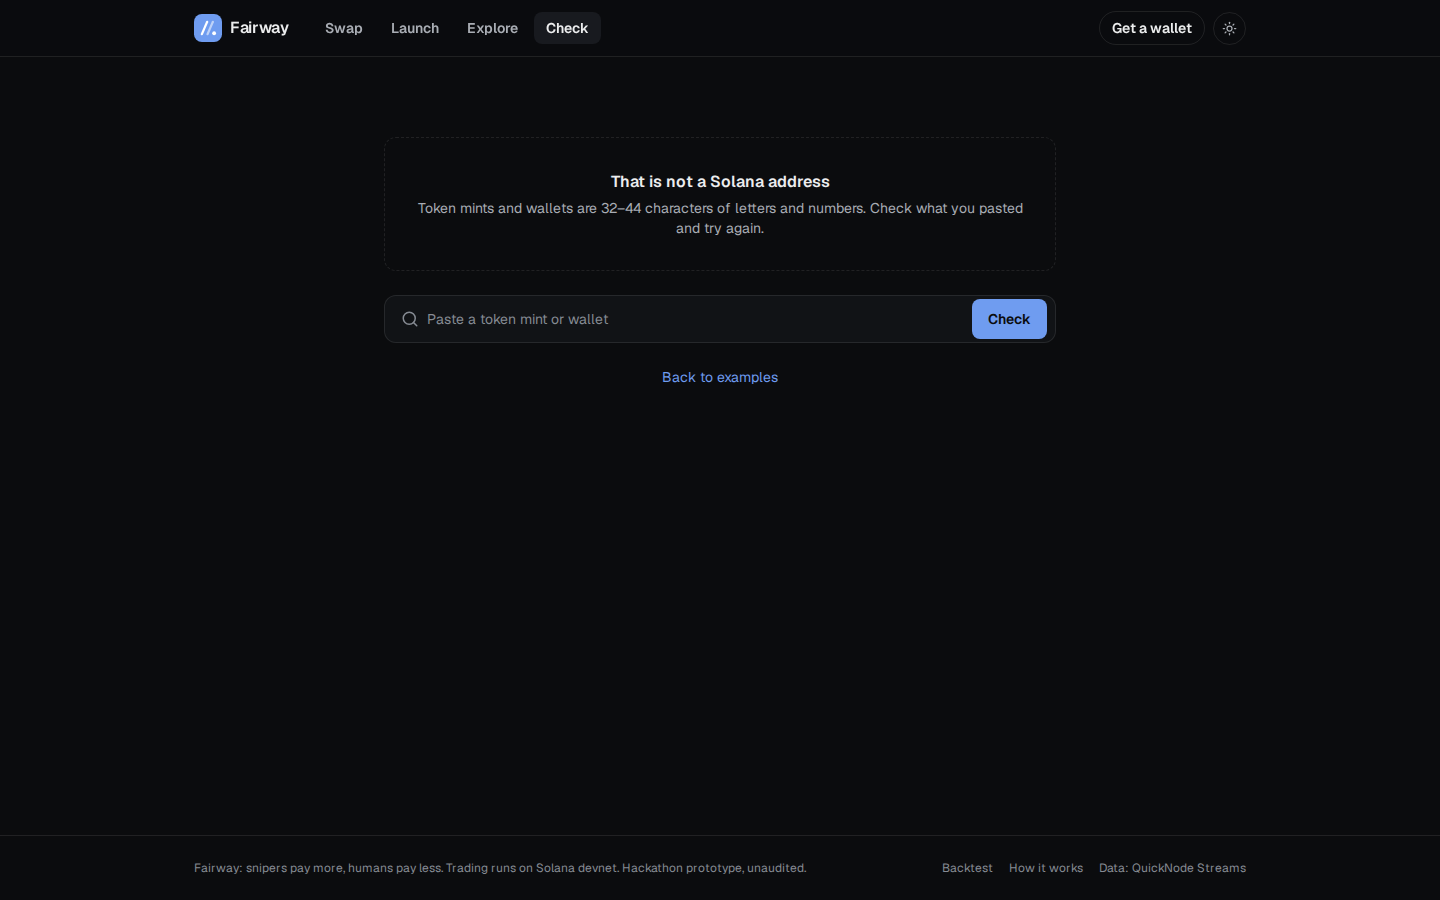 Fairway Swap Launch Explore Check Get a wallet
That is not a Solana address
Token mints and wallets are 32–44 characters of letters and numbers. Check what you pasted
and try again.
Paste a token mint or wallet Check
Back to examples
Fairway: snipers pay more, humans pay less. Trading runs on Solana devnet. Hackathon prototype, unaudited. Backtest How it works Data: QuickNode Streams